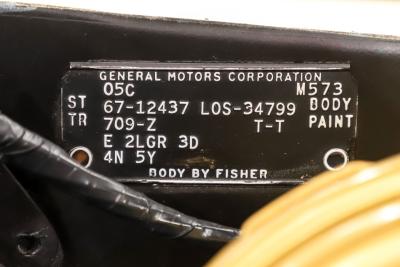 GENERAL MOTORS CORPORATION
05C M573
ST 67-12437 LOS-34799 BODY
TR 709-Z T-T PAINT
E 2LGR 3D
4N 5Y
BODY BY FISHER